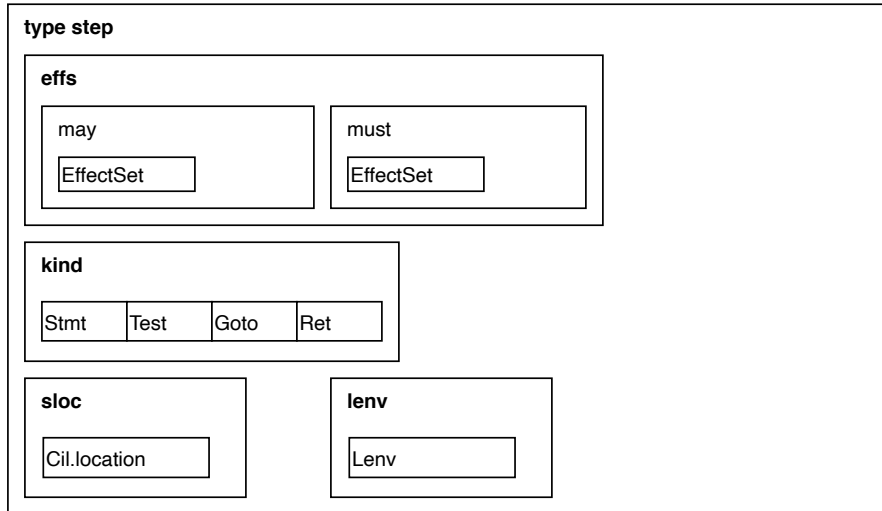 type step
effs
may must
EffectSet EffectSet
kind
Stmt Test Goto Ret
sloc lenv
Cil.location Lenv